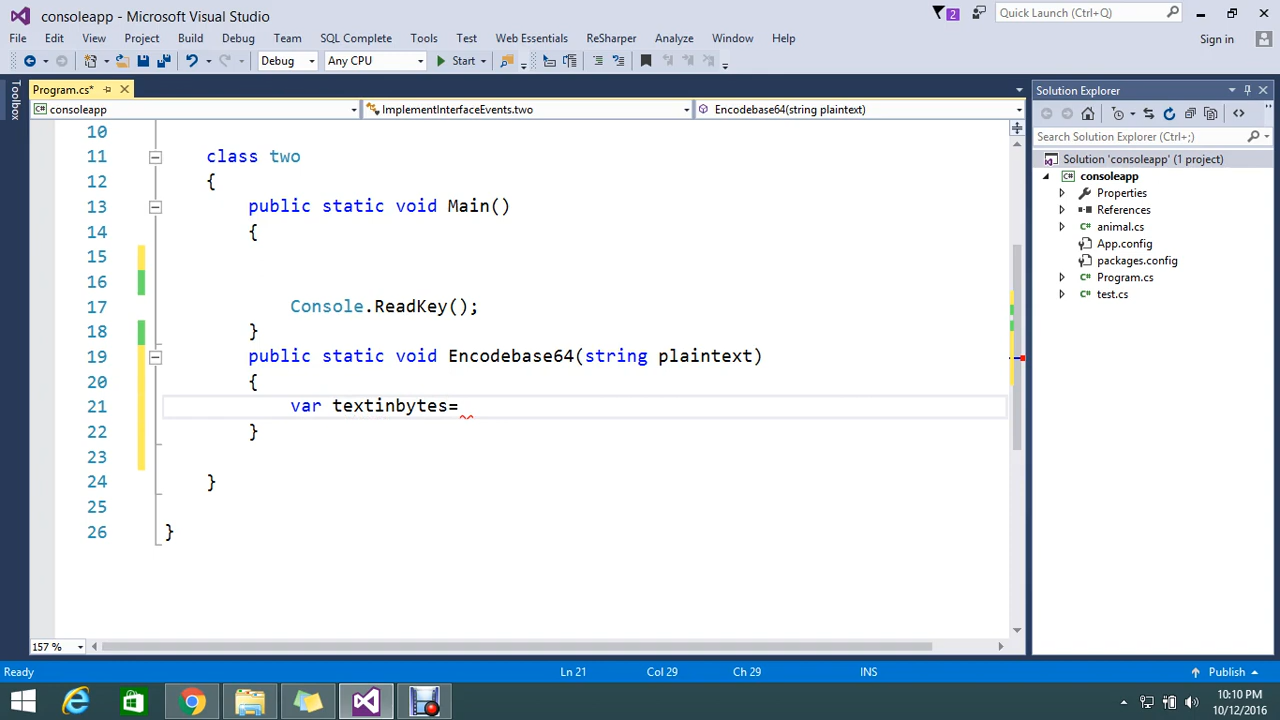 consoleapp - Microsoft Visual Studio
2
Quick Launch (Ctrl+Q)
File Edit View Project Build Debug Team SQL Complete Tools Test Web Essentials ReSharper Analyze Window Help
Sign in
Debug Any CPU Start
Toolbox
Program.cs*
consoleapp
ImplementInterfaceEvents.two
Encodebase64(string plaintext)
10
11 class two
12 {
13 public static void Main()
14 {
15
16
17 Console.ReadKey();
18 }
19 public static void Encodebase64(string plaintext)
20 {
21 var textinbytes=
22 }
23
24 }
25
26 }
157 %
Solution Explorer
Search Solution Explorer (Ctrl+;)
Solution 'consoleapp' (1 project)
consoleapp
Properties
References
animal.cs
App.config
packages.config
Program.cs
test.cs
Ready Ln 21 Col 29 Ch 29 INS Publish
10:10 PM
10/12/2016